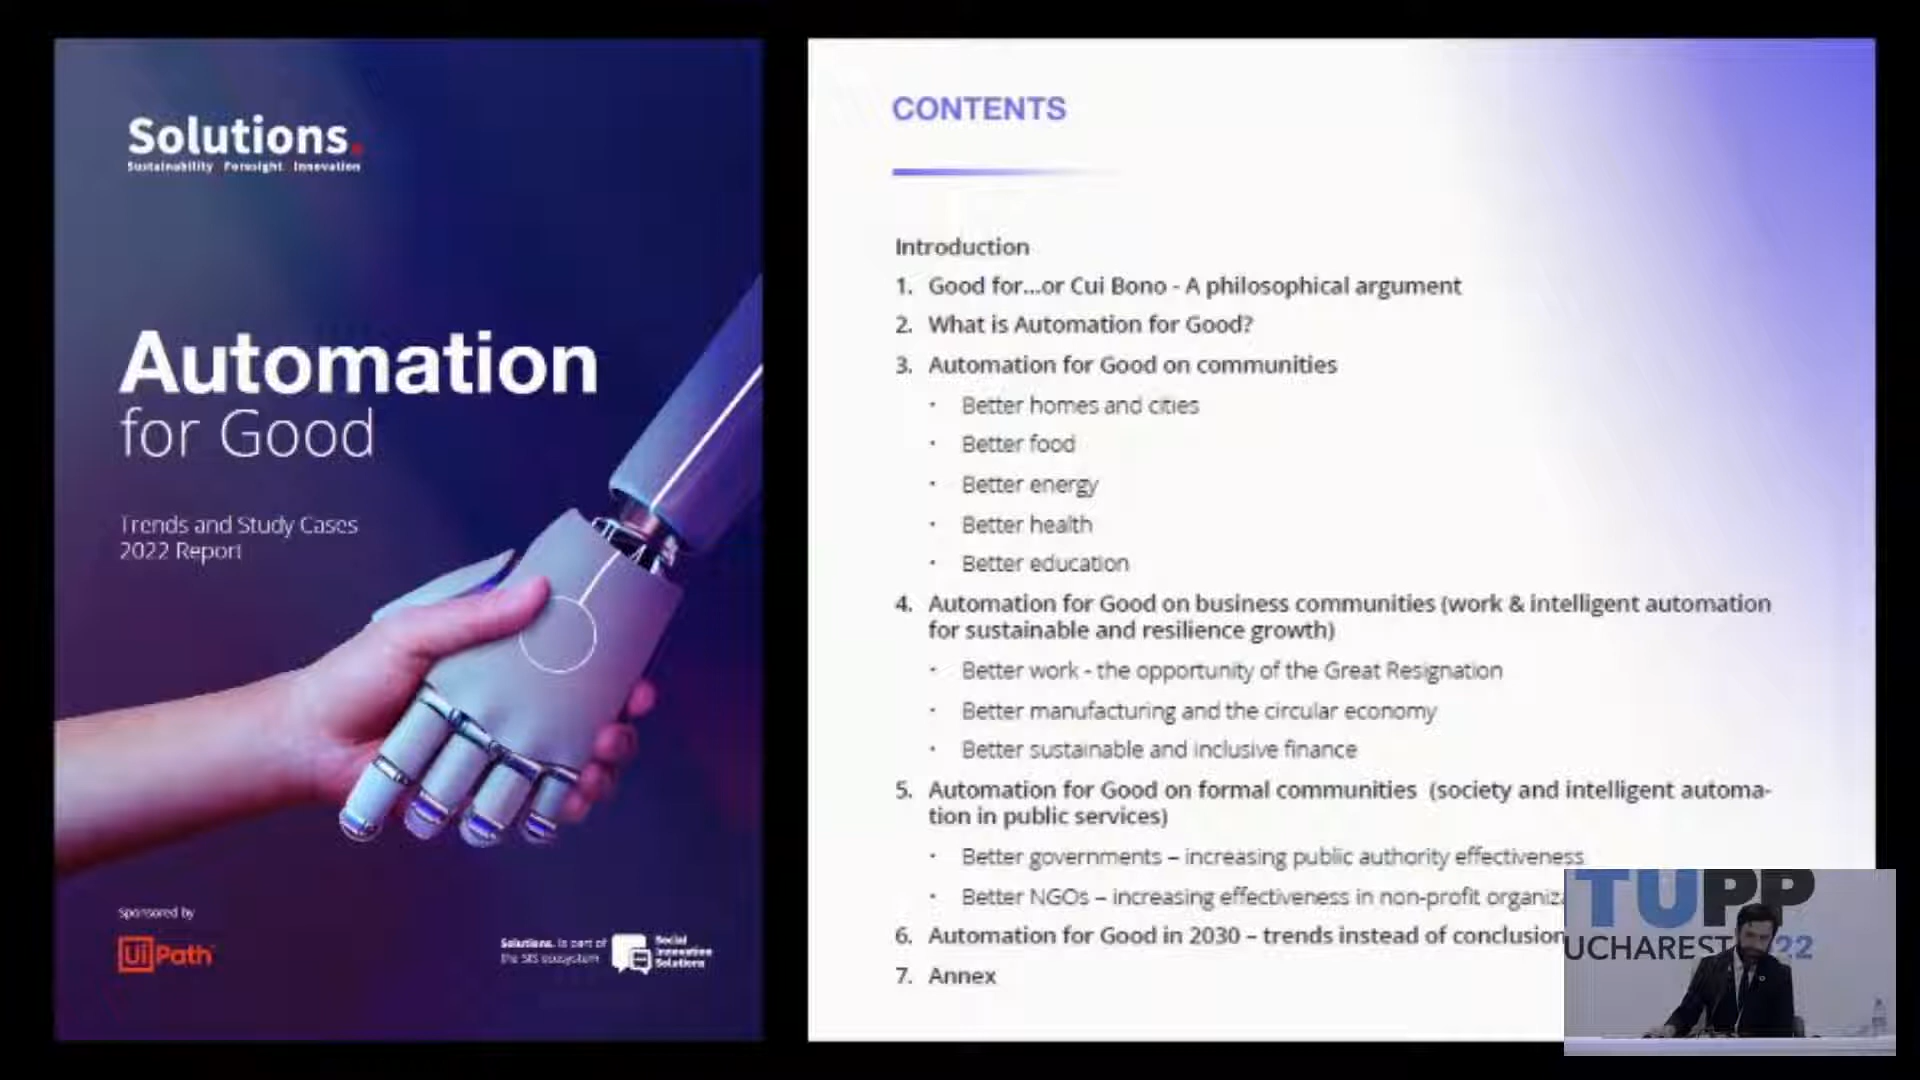 Solutions.
Sustainability Foresight Innovation
Automation
for Good
Trends and Study Cases
2022 Report
Sponsored by
UiPath
Solutions. is part of
the SIS ecosystem
Social
Innovation
Solutions
CONTENTS
Introduction
1. Good for...or Cui Bono - A philosophical argument
2. What is Automation for Good?
3. Automation for Good on communities
· Better homes and cities
· Better food
· Better energy
· Better health
· Better education
4. Automation for Good on business communities (work & intelligent automation
for sustainable and resilience growth)
· Better work - the opportunity of the Great Resignation
· Better manufacturing and the circular economy
· Better sustainable and inclusive finance
5. Automation for Good on formal communities (society and intelligent automa-
tion in public services)
· Better governments – increasing public authority effectiveness
· Better NGOs – increasing effectiveness in non-profit organiz
6. Automation for Good in 2030 – trends instead of conclusion
7. Annex
TUPP
UCHAREST 22